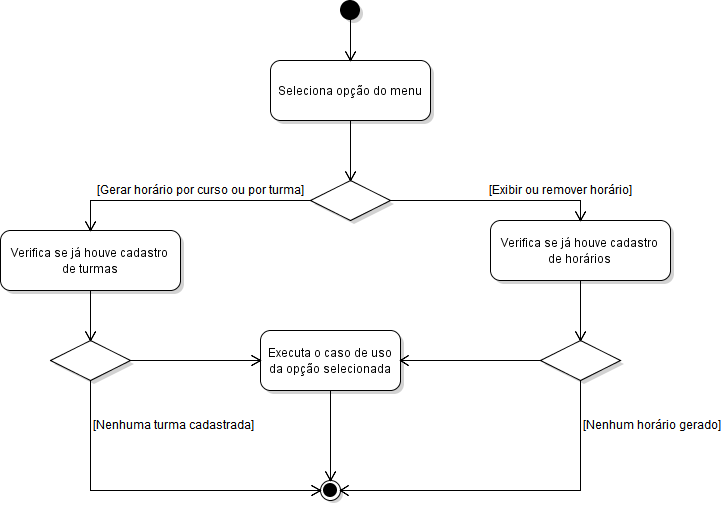 Seleciona opção do menu
[Gerar horário por curso ou por turma]
[Exibir ou remover horário]
Verifica se já houve cadastro
de turmas
Verifica se já houve cadastro
de horários
Executa o caso de uso
da opção selecionada
[Nenhuma turma cadastrada]
[Nenhum horário gerado]